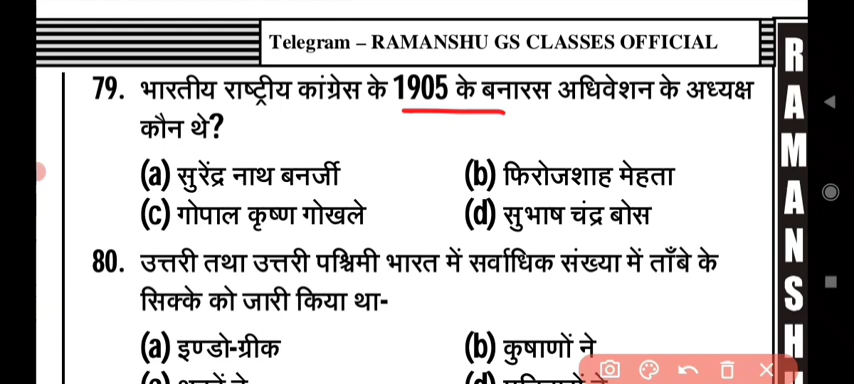 Telegram – RAMANSHU GS CLASSES OFFICIAL
79. भारतीय राष्ट्रीय कांग्रेस के 1905 के बनारस अधिवेशन के अध्यक्ष
कौन थे?
(a) सुरेंद्र नाथ बनर्जी (b) फिरोजशाह मेहता
(c) गोपाल कृष्ण गोखले (d) सुभाष चंद्र बोस
80. उत्तरी तथा उत्तरी पश्चिमी भारत में सर्वाधिक संख्या में ताँबे के
सिक्के को जारी किया था-
(a) इण्डो-ग्रीक (b) कुषाणों ने
RAMANSH